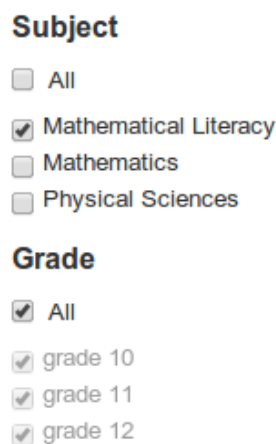 Subject
All
Mathematical Literacy
Mathematics
Physical Sciences
Grade
All
grade 10
grade 11
grade 12